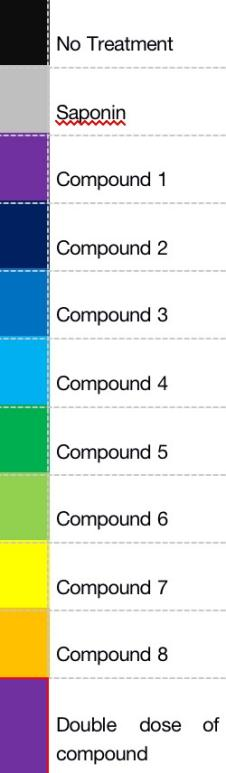 No Treatment
Saponin
Compound 1
Compound 2
Compound 3
Compound 4
Compound 5
Compound 6
Compound 7
Compound 8
Double dose of
compound